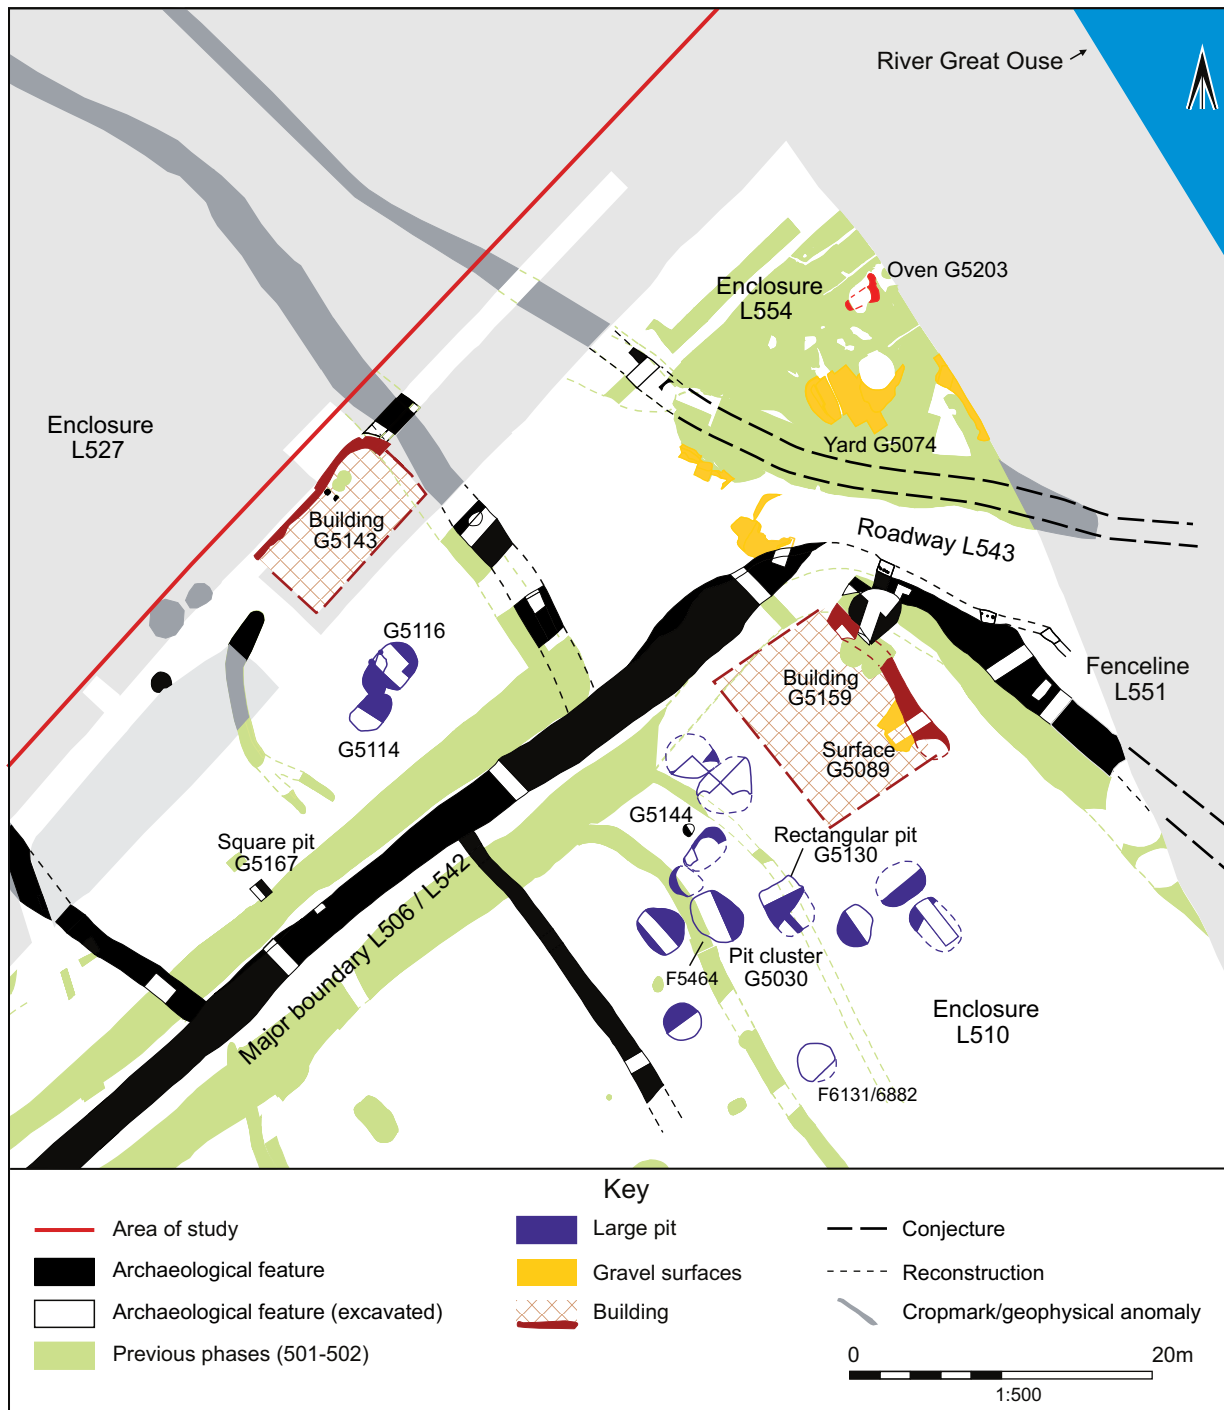 River Great Ouse
Oven G5203
Enclosure
L554
Enclosure
L527
Yard G5074
Building
G5143
Roadway L543
G5116
Building
G5159
Fenceline
L551
G5114
Surface
G5089
G5144
Square pit
G5167
Rectangular pit
G5130
Major boundary L506 / L542
Pit cluster
G5030
F5464
Enclosure
L510
F6131/6882
Key
Area of study
Archaeological feature
Archaeological feature (excavated)
Previous phases (501-502)
Large pit
Gravel surfaces
Building
Conjecture
Reconstruction
Cropmark/geophysical anomaly
0 20m
1:500